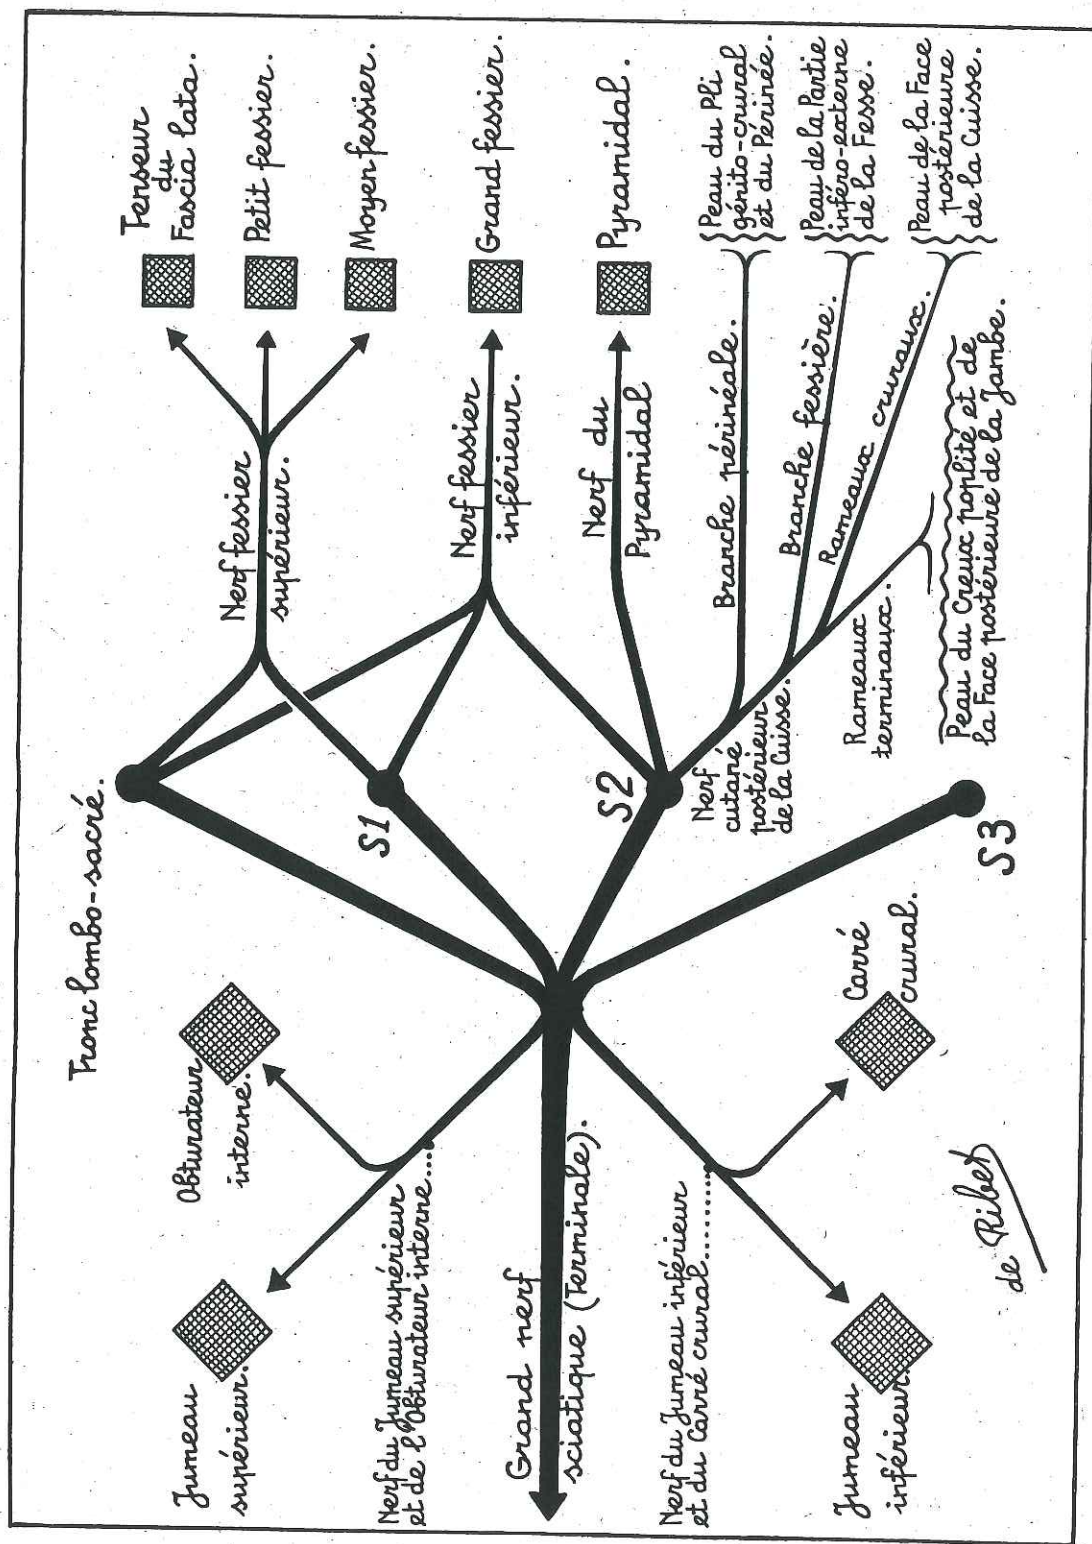 Tronc lombo-sacré.
Tenseur
du
Fascia lata.
Petit fessier.
Moyen fessier.
Nerf fessier
supérieur.
Grand fessier.
Nerf fessier
inférieur.
Pyramidal.
Nerf du
Pyramidal
Peau du Pli
génito-crural
et du Périnée.
Branche périnéale.
Peau de la Partie
inféro-externe
de la Fesse.
Branche fessière.
Peau de la Face
postérieure
de la Cuisse.
Rameaux cruraux.
Peau du Creux poplité et de
la Face postérieure de la Jambe.
Rameaux
terminaux.
Nerf
cutané
postérieur
de la Cuisse.
S1
S2
S3
Obturateur
interne.
Jumeau
supérieur.
Nerf du Jumeau supérieur
et de l'Obturateur interne....
Grand nerf
sciatique (Terminale).
Nerf du Jumeau inférieur
et du Carré crural.........
Carré
crural.
Jumeau
inférieur.
de Ribet